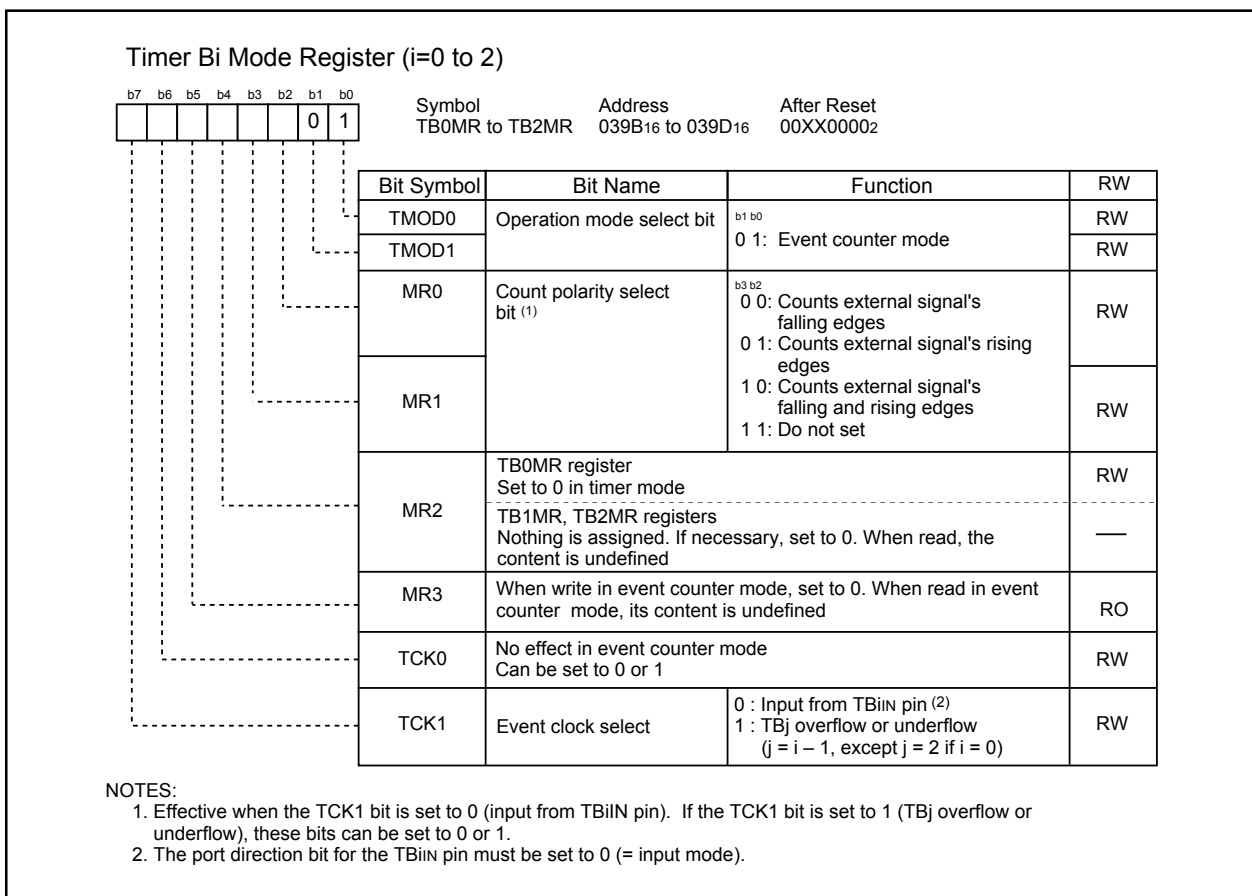 Timer Bi Mode Register (i=0 to 2)
b7 b6 b5 b4 b3 b2 b1 b0
0 1
Symbol Address After Reset
TB0MR to TB2MR 039B16 to 039D16 00XX00002
Bit Symbol Bit Name Function RW
TMOD0 Operation mode select bit b1 b0 RW
0 1: Event counter mode
TMOD1 RW
MR0 Count polarity select
bit (1)
b3 b2
0 0: Counts external signal's
falling edges
RW
0 1: Counts external signal's rising
edges
MR1
1 0: Counts external signal's
falling and rising edges
RW
1 1: Do not set
MR2
TB0MR register
Set to 0 in timer mode
RW
TB1MR, TB2MR registers
Nothing is assigned. If necessary, set to 0. When read, the
content is undefined
—
MR3
When write in event counter mode, set to 0. When read in event
counter mode, its content is undefined
RO
TCK0
No effect in event counter mode
Can be set to 0 or 1
RW
TCK1
Event clock select
0 : Input from TBiIN pin (2)
1 : TBj overflow or underflow
(j = i – 1, except j = 2 if i = 0)
RW
NOTES:
1. Effective when the TCK1 bit is set to 0 (input from TBiIN pin). If the TCK1 bit is set to 1 (TBj overflow or
underflow), these bits can be set to 0 or 1.
2. The port direction bit for the TBiIN pin must be set to 0 (= input mode).